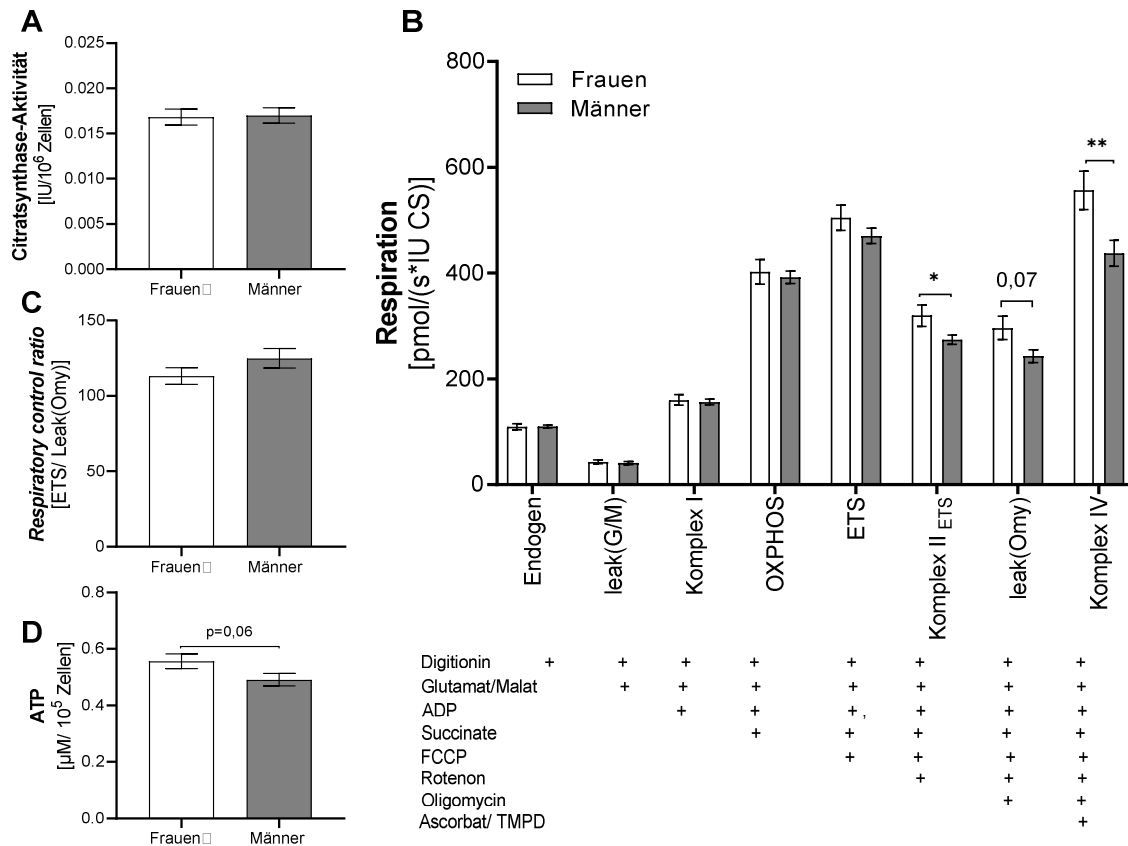 A
Citratsynthase-Aktivität
[IU/10⁶ Zellen]
0.025
0.020
0.015
0.010
0.005
0.000
Frauen□ Männer
B
Respiration
[pmol/(s*IU CS)]
800
600
400
200
0
Frauen
Männer
*
0,07
**
Endogen
leak(G/M)
Komplex I
OXPHOS
ETS
Komplex II ETS
leak(Omy)
Komplex IV
Digitionin + + + + + + + +
Glutamat/Malat + + + + + + +
ADP + + + +, + + +
Succinate + + + + +
FCCP + + + +
Rotenon + + +
Oligomycin + +
Ascorbat/ TMPD +
C
Respiratory control ratio
[ETS/ Leak(Omy)]
150
100
50
0
Frauen□ Männer
D
ATP
[µM/ 10⁵ Zellen]
0.8
0.6
0.4
0.2
0.0
p=0,06
Frauen□ Männer